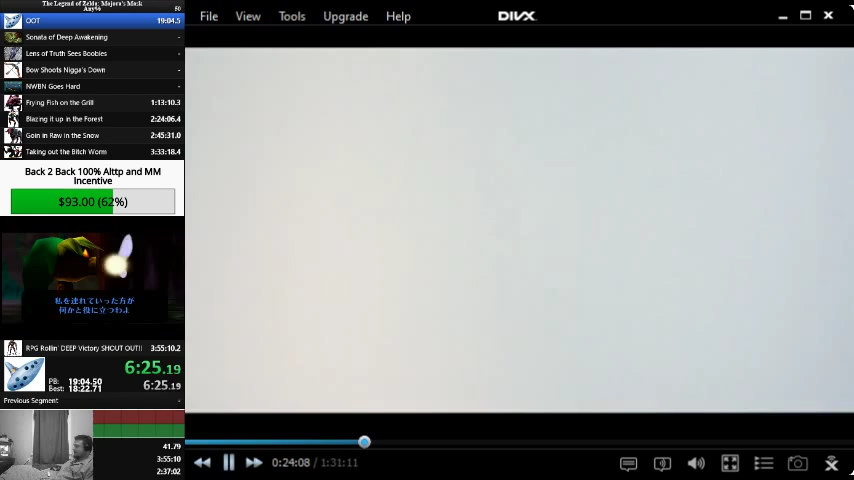 The Legend of Zelda: Majora's Mask
Any%
50
OOT 19:04.5
Sonata of Deep Awakening -
Lens of Truth Sees Boobies -
Bow Shoots Nigga's Down -
NWBN Goes Hard -
Frying Fish on the Grill 1:13:10.3
Blazing it up in the Forest 2:24:06.4
Goin in Raw in the Snow 2:45:31.0
Taking out the Bitch Worm 3:33:18.4
Back 2 Back 100% Alttp and MM
Incentive
$93.00 (62%)
私を連れていった方が
何かと役に立つわよ
RPG Rollin' DEEP Victory SHOUT OUT!! 3:55:10.2
6:25.19
PB: 19:04.50
Best: 18:22.71
6:25.19
Previous Segment -
41.79
3:55:10
2:37:02
File View Tools Upgrade Help
DIVX
0:24:08 / 1:31:11